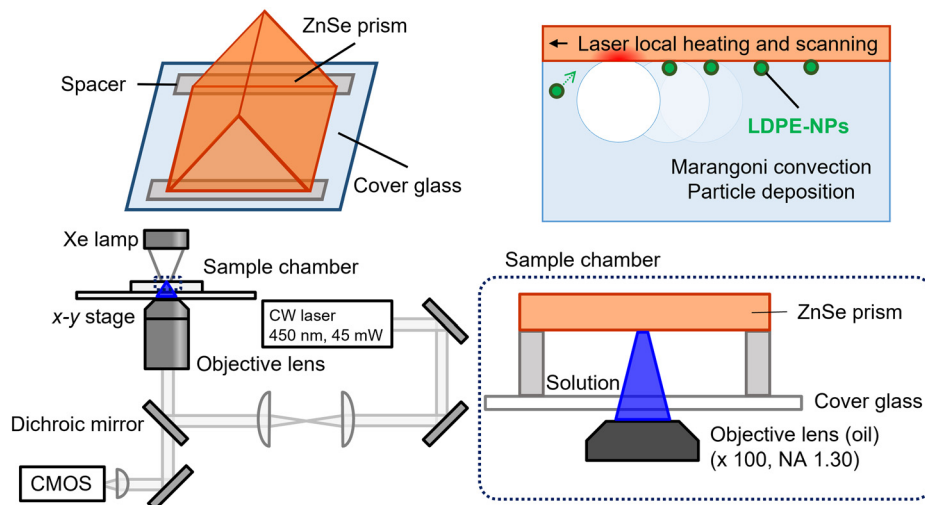 ZnSe prism
Spacer
Cover glass
Laser local heating and scanning
LDPE-NPs
Marangoni convection
Particle deposition
Xe lamp
Sample chamber
x-y stage
CW laser
450 nm, 45 mW
Objective lens
Dichroic mirror
CMOS
Sample chamber
ZnSe prism
Solution
Cover glass
Objective lens (oil)
(x 100, NA 1.30)